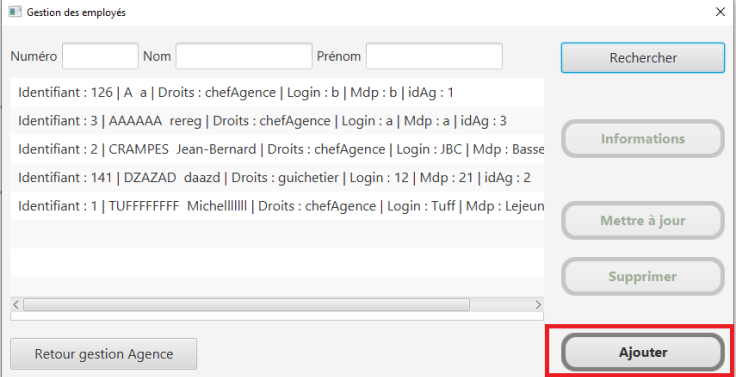 Gestion des employés
Numéro Nom Prénom Rechercher
Identifiant : 126 | A a | Droits : chefAgence | Login : b | Mdp : b | idAg : 1
Identifiant : 3 | AAAAAA rereg | Droits : chefAgence | Login : a | Mdp : a | idAg : 3
Informations
Identifiant : 2 | CRAMPES Jean-Bernard | Droits : chefAgence | Login : JBC | Mdp : Basse
Identifiant : 141 | DZAZAD daazd | Droits : guichetier | Login : 12 | Mdp : 21 | idAg : 2
Identifiant : 1 | TUFFFFFFFF Michelllllll | Droits : chefAgence | Login : Tuff | Mdp : Lejeun
Mettre à jour
Supprimer
Retour gestion Agence Ajouter